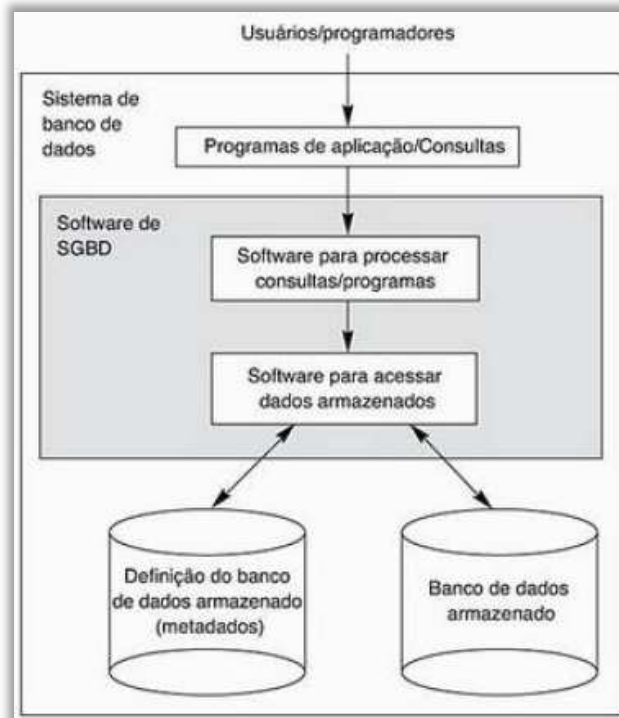 Usuários/programadores
Sistema de
banco de
dados
Programas de aplicação/Consultas
Software de
SGBD
Software para processar
consultas/programas
Software para acessar
dados armazenados
Definição do banco
de dados armazenado
(metadados)
Banco de dados
armazenado